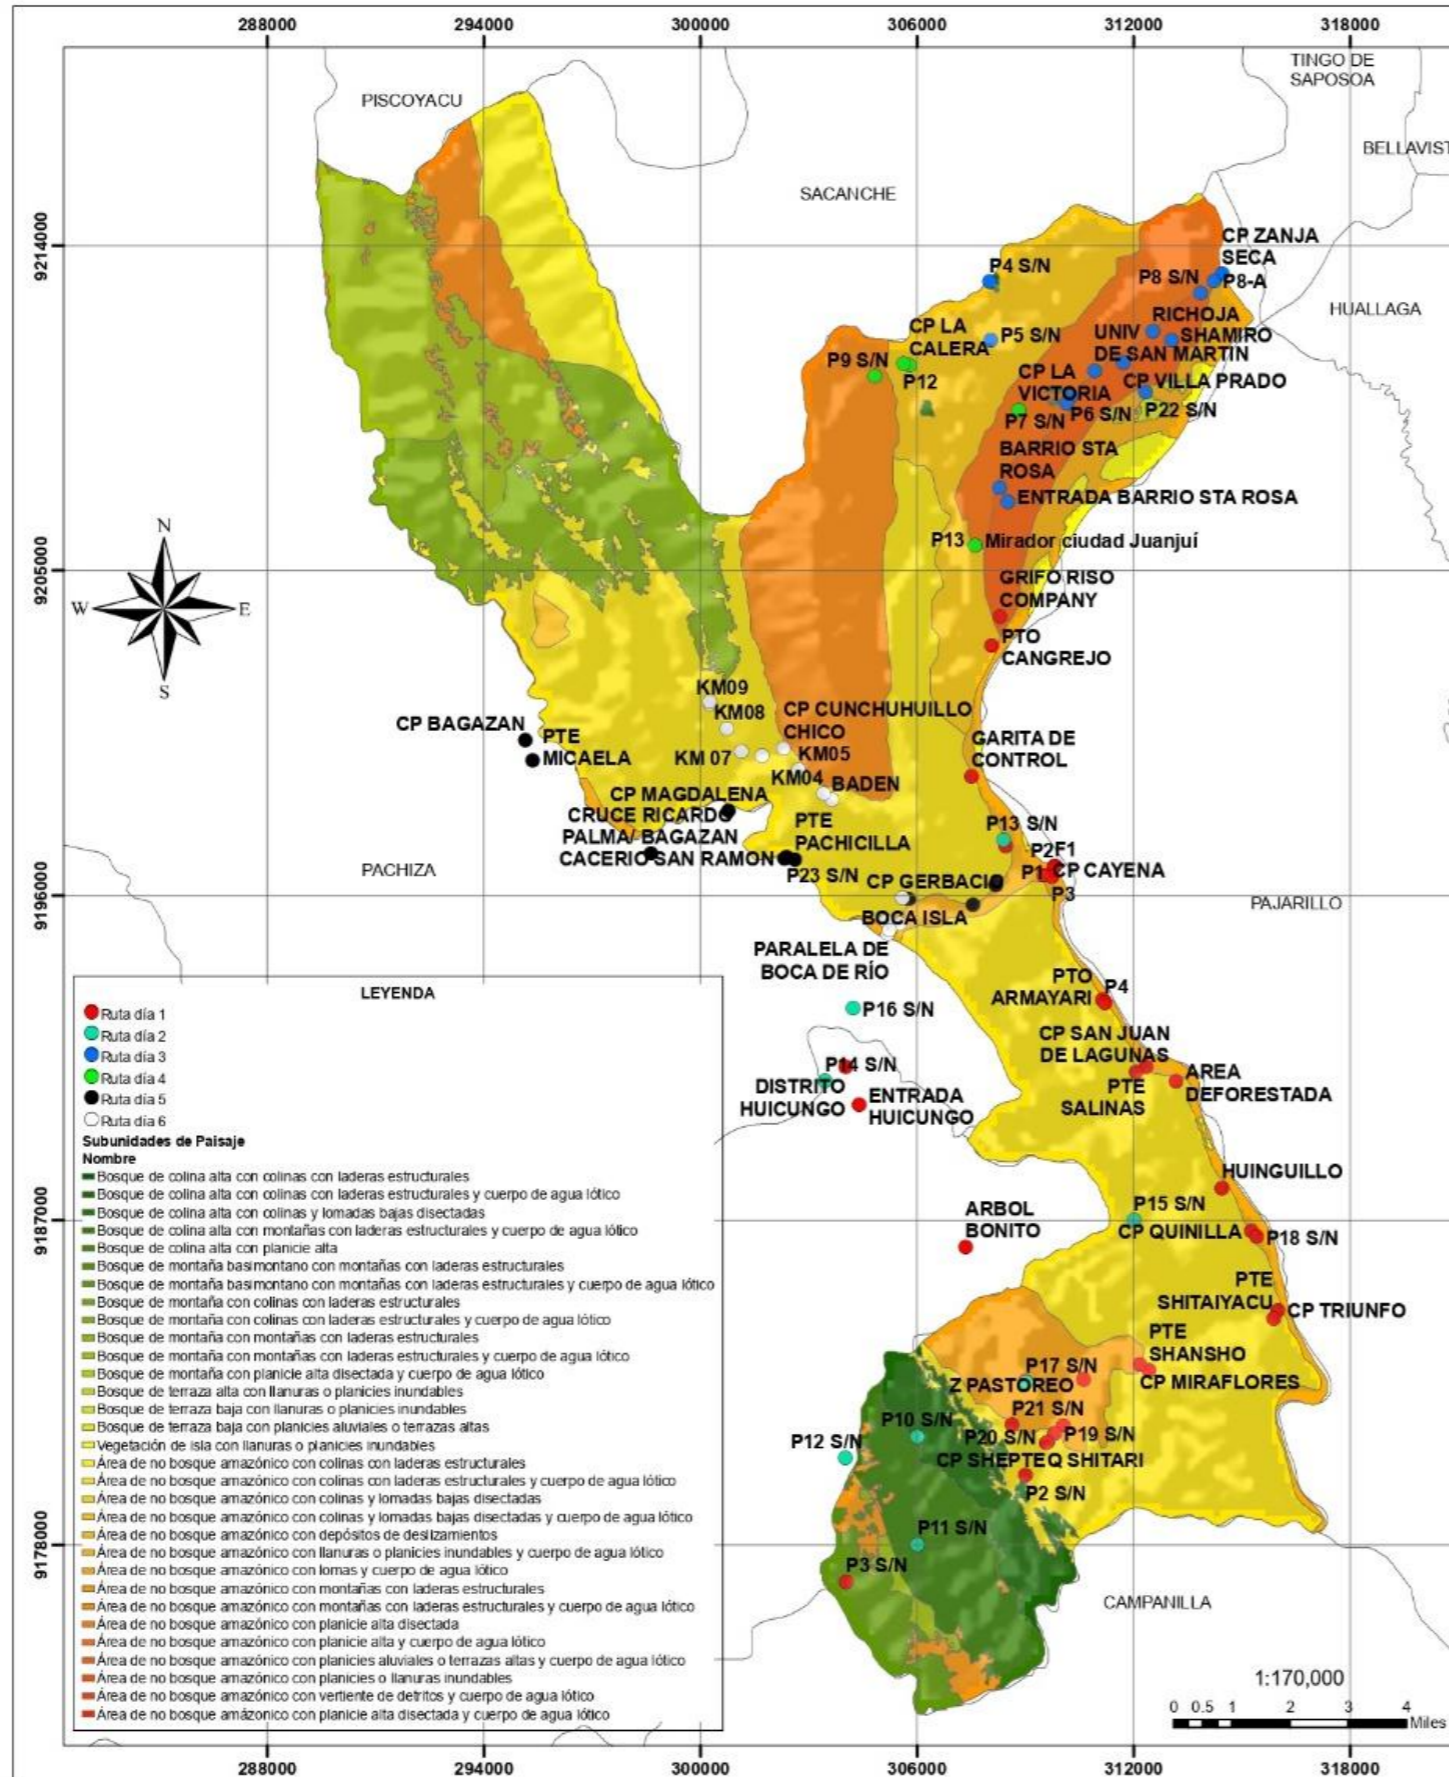 288000 294000 300000 306000 312000 318000
TINGO DE
SAPOSOA
PISCOYACU
BELLAVIST
SACANCHE
9214000
CP ZANJA
SECA
P4 S/N
P8 S/N
P8-A
HUALLAGA
RICHOJA
SHAMIRO
UNIV
DE SAN MARTIN
CP LA
CALERA
P5 S/N
P9 S/N
P12
CP LA
VICTORIA
CP VILLA PRADO
P7 S/N
P6 S/N
P22 S/N
BARRIO STA
ROSA
ENTRADA BARRIO STA ROSA
P13
Mirador ciudad Juanjuí
9205000
GRIFO RISO
COMPANY
N
W
E
S
PTO
CANGREJO
KM09
KM08
CP CUNCHUHUILLO
CHICO
CP BAGAZAN
PTE
MICAELA
KM 07
KM05
GARITA DE
CONTROL
KM04
BADEN
CP MAGDALENA
CRUCE RICARDO
PALMA/ BAGAZAN
CACERIO SAN RAMON
PTE
PACHICILLA
P13 S/N
P2
F1
PACHIZA
P23 S/N
CP GERBACIO
P1
CP CAYENA
P3
9196000
BOCA ISLA
PAJARILLO
PARALELA DE
BOCA DE RÍO
PTO
ARMAYARI
P4
P16 S/N
CP SAN JUAN
DE LAGUNAS
P14 S/N
DISTRITO
HUICUNGO
ENTRADA
HUICUNGO
PTE
SALINAS
AREA
DEFORESTADA
HUINGUILLO
P15 S/N
9187000
ARBOL
BONITO
CP QUINILLA
P18 S/N
PTE
SHITAIYACU
CP TRIUNFO
PTE
SHANSHO
P17 S/N
Z PASTOREO
CP MIRAFLORES
P21 S/N
P10 S/N
P12 S/N
P20 S/N
P19 S/N
CP SHEPTEQ SHITARI
P2 S/N
P11 S/N
9178000
P3 S/N
CAMPANILLA
LEYENDA
Ruta día 1
Ruta día 2
Ruta día 3
Ruta día 4
Ruta día 5
Ruta día 6
Subunidades de Paisaje
Nombre
Bosque de colina alta con colinas con laderas estructurales
Bosque de colina alta con colinas con laderas estructurales y cuerpo de agua lótico
Bosque de colina alta con colinas y lomadas bajas disectadas
Bosque de colina alta con montañas con laderas estructurales y cuerpo de agua lótico
Bosque de colina alta con planicie alta
Bosque de montaña basimontano con montañas con laderas estructurales
Bosque de montaña basimontano con montañas con laderas estructurales y cuerpo de agua lótico
Bosque de montaña con colinas con laderas estructurales
Bosque de montaña con colinas con laderas estructurales y cuerpo de agua lótico
Bosque de montaña con montañas con laderas estructurales
Bosque de montaña con montañas con laderas estructurales y cuerpo de agua lótico
Bosque de montaña con planicie alta disectada y cuerpo de agua lótico
Bosque de terraza alta con llanuras o planicies inundables
Bosque de terraza baja con llanuras o planicies inundables
Bosque de terraza baja con planicies aluviales o terrazas altas
Vegetación de isla con llanuras o planicies inundables
Área de no bosque amazónico con colinas con laderas estructurales
Área de no bosque amazónico con colinas con laderas estructurales y cuerpo de agua lótico
Área de no bosque amazónico con colinas y lomadas bajas disectadas
Área de no bosque amazónico con colinas y lomadas bajas disectadas y cuerpo de agua lótico
Área de no bosque amazónico con depósitos de deslizamientos
Área de no bosque amazónico con llanuras o planicies inundables y cuerpo de agua lótico
Área de no bosque amazónico con lomas y cuerpo de agua lótico
Área de no bosque amazónico con montañas con laderas estructurales
Área de no bosque amazónico con montañas con laderas estructurales y cuerpo de agua lótico
Área de no bosque amazónico con planicie alta disectada
Área de no bosque amazónico con planicie alta y cuerpo de agua lótico
Área de no bosque amazónico con planicies aluviales o terrazas altas y cuerpo de agua lótico
Área de no bosque amazónico con planicies o llanuras inundables
Área de no bosque amazónico con vertiente de detritos y cuerpo de agua lótico
Área de no bosque amázónico con planicie alta disectada y cuerpo de agua lótico
1:170,000
0 0.5 1 2 3 4
Miles
288000 294000 300000 306000 312000 318000